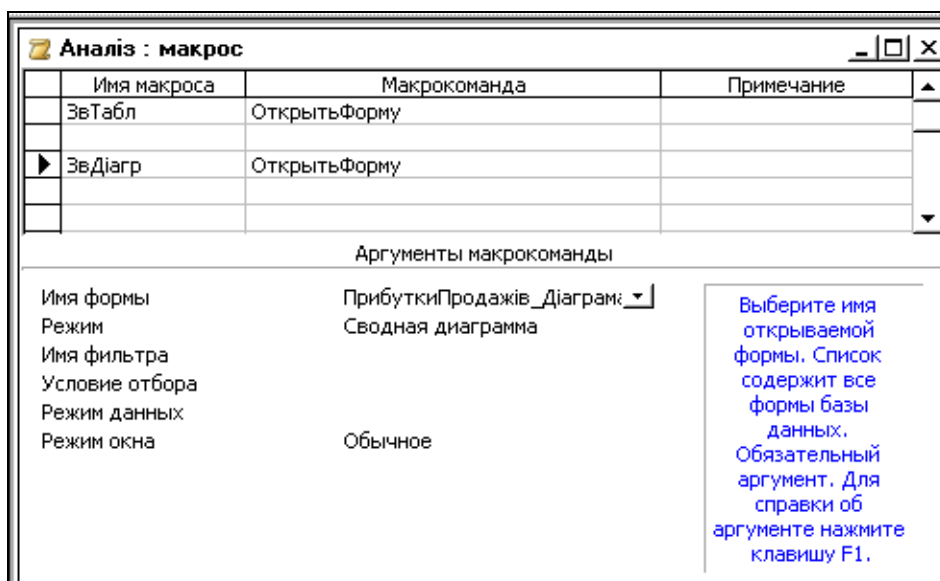 Аналіз : макрос
Имя макроса Макрокоманда Примечание
ЗвТабл ОткрытьФорму
ЗвДіагр ОткрытьФорму
Аргументы макрокоманды
Имя формы ПрибуткиПродажів_Діаграма
Режим Сводная диаграмма
Имя фильтра
Условие отбора
Режим данных
Режим окна Обычное
Выберите имя
открываемой
формы. Список
содержит все
формы базы
данных.
Обязательный
аргумент. Для
справки об
аргументе нажмите
клавишу F1.